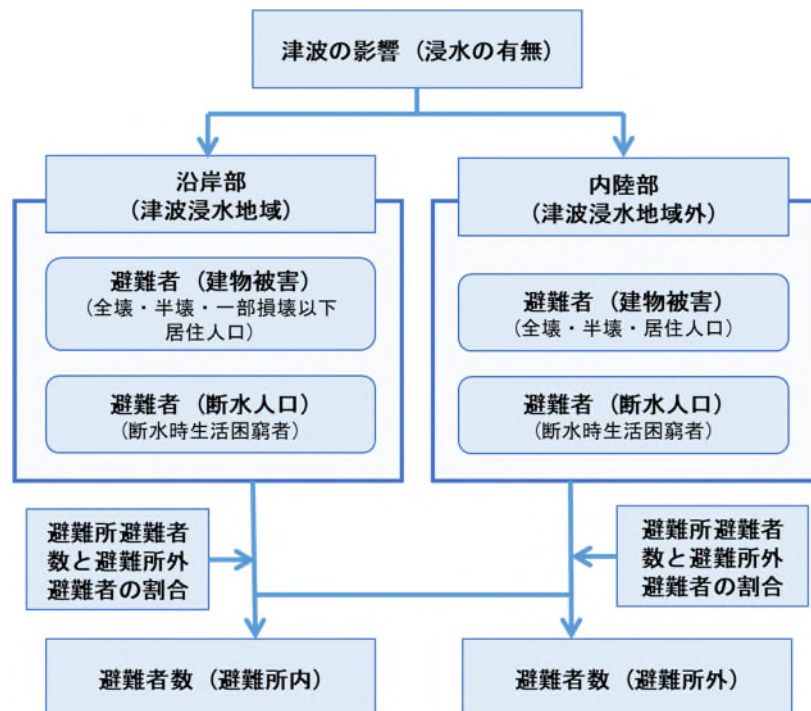 津波の影響（浸水の有無）
沿岸部
（津波浸水地域）
避難者（建物被害）
（全壊・半壊・一部損壊以下
居住人口）
避難者（断水人口）
（断水時生活困窮者）
内陸部
（津波浸水地域外）
避難者（建物被害）
（全壊・半壊・居住人口）
避難者（断水人口）
（断水時生活困窮者）
避難所避難者
数と避難所外
避難者の割合
避難所避難者
数と避難所外
避難者の割合
避難者数（避難所内）
避難者数（避難所外）